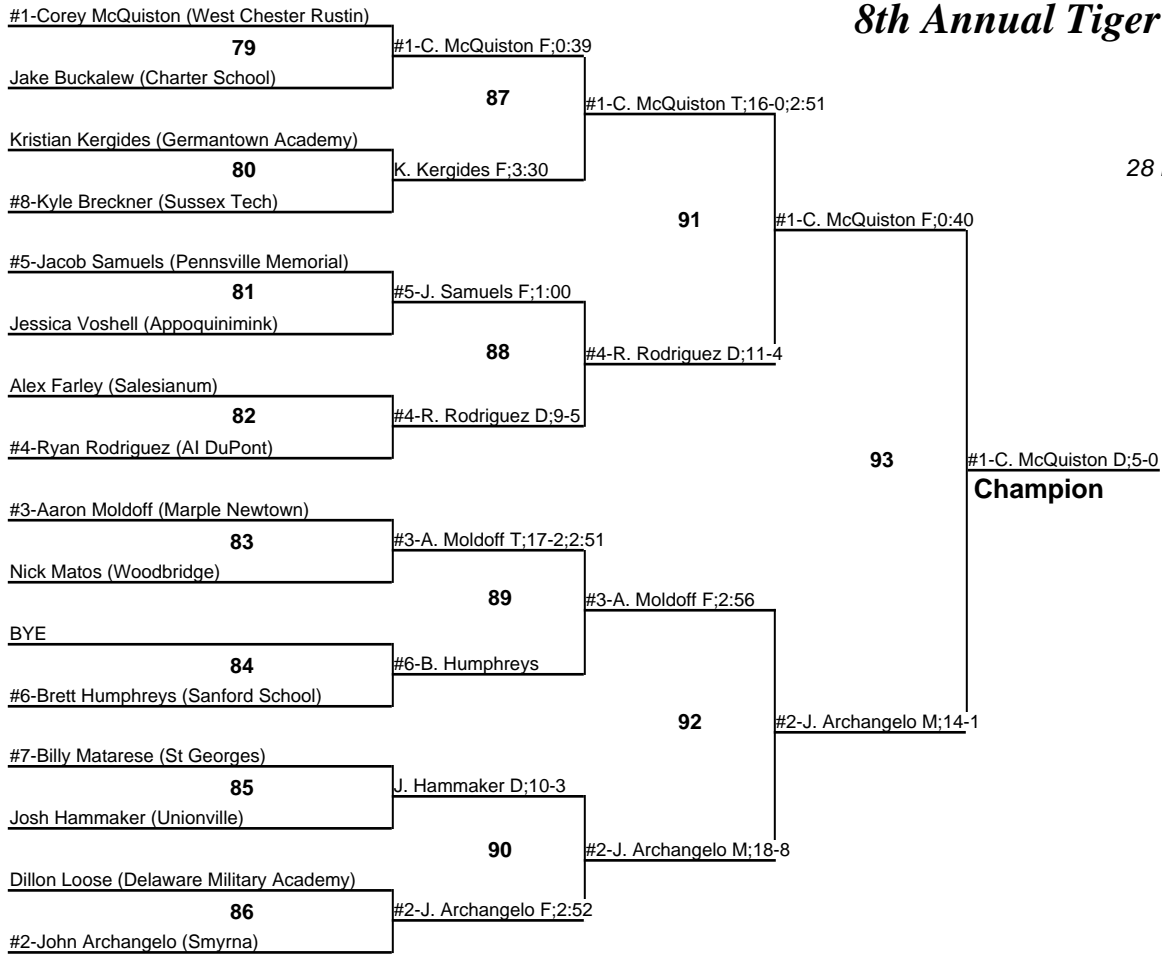 8th Annual Tiger
28
#1-Corey McQuiston (West Chester Rustin)
79
Jake Buckalew (Charter School)
#1-C. McQuiston F;0:39
87
Kristian Kergides (Germantown Academy)
80
#8-Kyle Breckner (Sussex Tech)
K. Kergides F;3:30
#1-C. McQuiston T;16-0;2:51
91
#5-Jacob Samuels (Pennsville Memorial)
81
Jessica Voshell (Appoquinimink)
#5-J. Samuels F;1:00
88
Alex Farley (Salesianum)
82
#4-Ryan Rodriguez (AI DuPont)
#4-R. Rodriguez D;9-5
#4-R. Rodriguez D;11-4
#1-C. McQuiston F;0:40
93
#3-Aaron Moldoff (Marple Newtown)
83
Nick Matos (Woodbridge)
#3-A. Moldoff T;17-2;2:51
89
BYE
84
#6-Brett Humphreys (Sanford School)
#6-B. Humphreys
#3-A. Moldoff F;2:56
92
#7-Billy Matarese (St Georges)
85
Josh Hammaker (Unionville)
J. Hammaker D;10-3
90
Dillon Loose (Delaware Military Academy)
86
#2-John Archangelo (Smyrna)
#2-J. Archangelo F;2:52
#2-J. Archangelo M;18-8
#2-J. Archangelo M;14-1
#1-C. McQuiston D;5-0
Champion